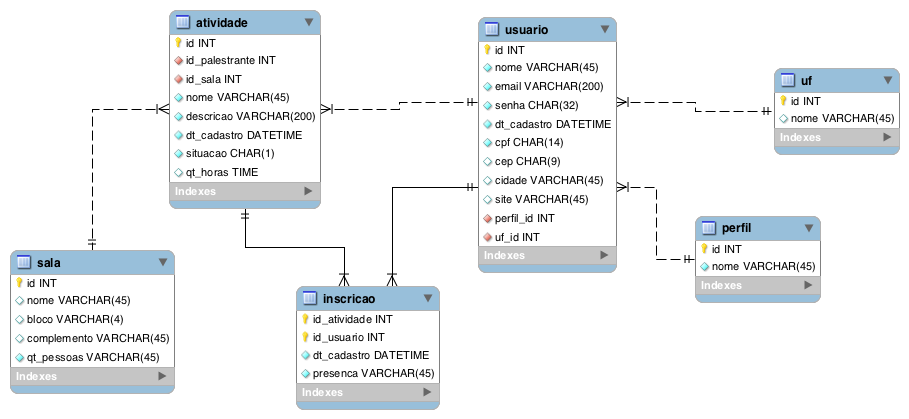 atividade
id INT
id_palestrante INT
id_sala INT
nome VARCHAR(45)
descricao VARCHAR(200)
dt_cadastro DATETIME
situacao CHAR(1)
qt_horas TIME
Indexes
usuario
id INT
nome VARCHAR(45)
email VARCHAR(200)
senha CHAR(32)
dt_cadastro DATETIME
cpf CHAR(14)
cep CHAR(9)
cidade VARCHAR(45)
site VARCHAR(45)
perfil_id INT
uf_id INT
Indexes
uf
id INT
nome VARCHAR(45)
Indexes
perfil
id INT
nome VARCHAR(45)
Indexes
sala
id INT
nome VARCHAR(45)
bloco VARCHAR(4)
complemento VARCHAR(45)
qt_pessoas VARCHAR(45)
Indexes
inscricao
id_atividade INT
id_usuario INT
dt_cadastro DATETIME
presenca VARCHAR(45)
Indexes